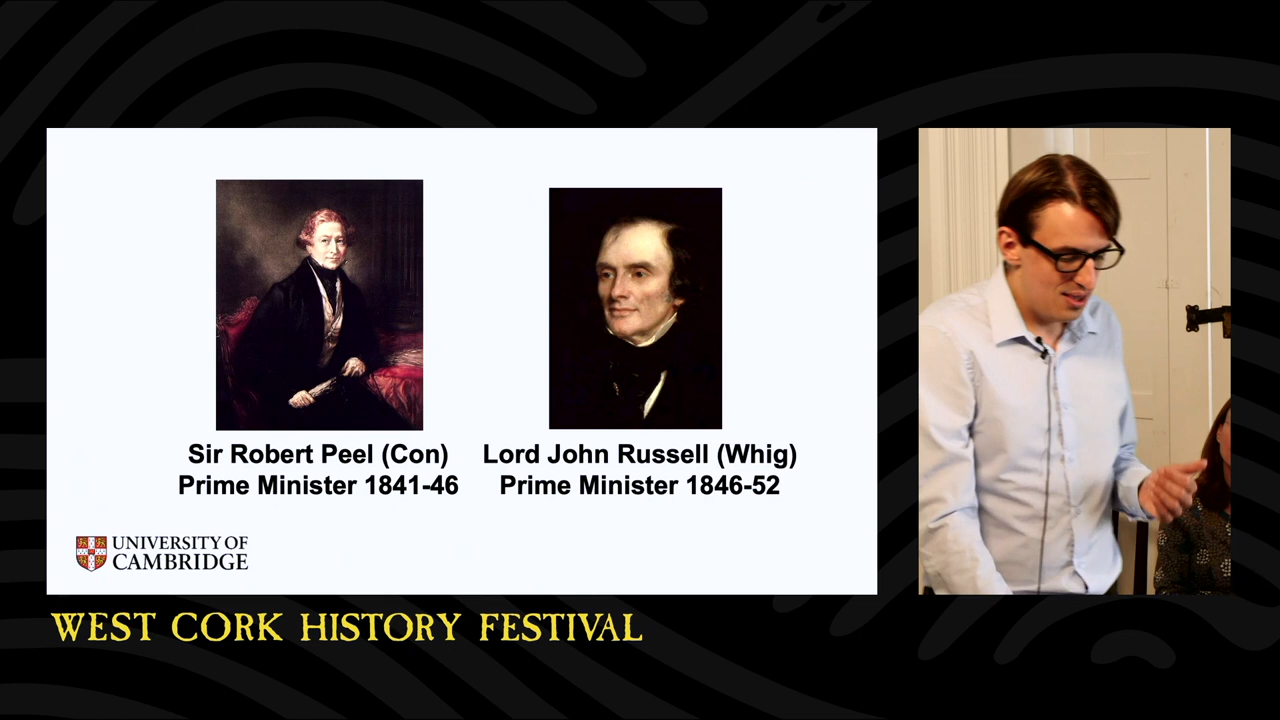 Sir Robert Peel (Con)
Prime Minister 1841-46
Lord John Russell (Whig)
Prime Minister 1846-52
UNIVERSITY OF
CAMBRIDGE
WEST CORK HISTORY FESTIVAL